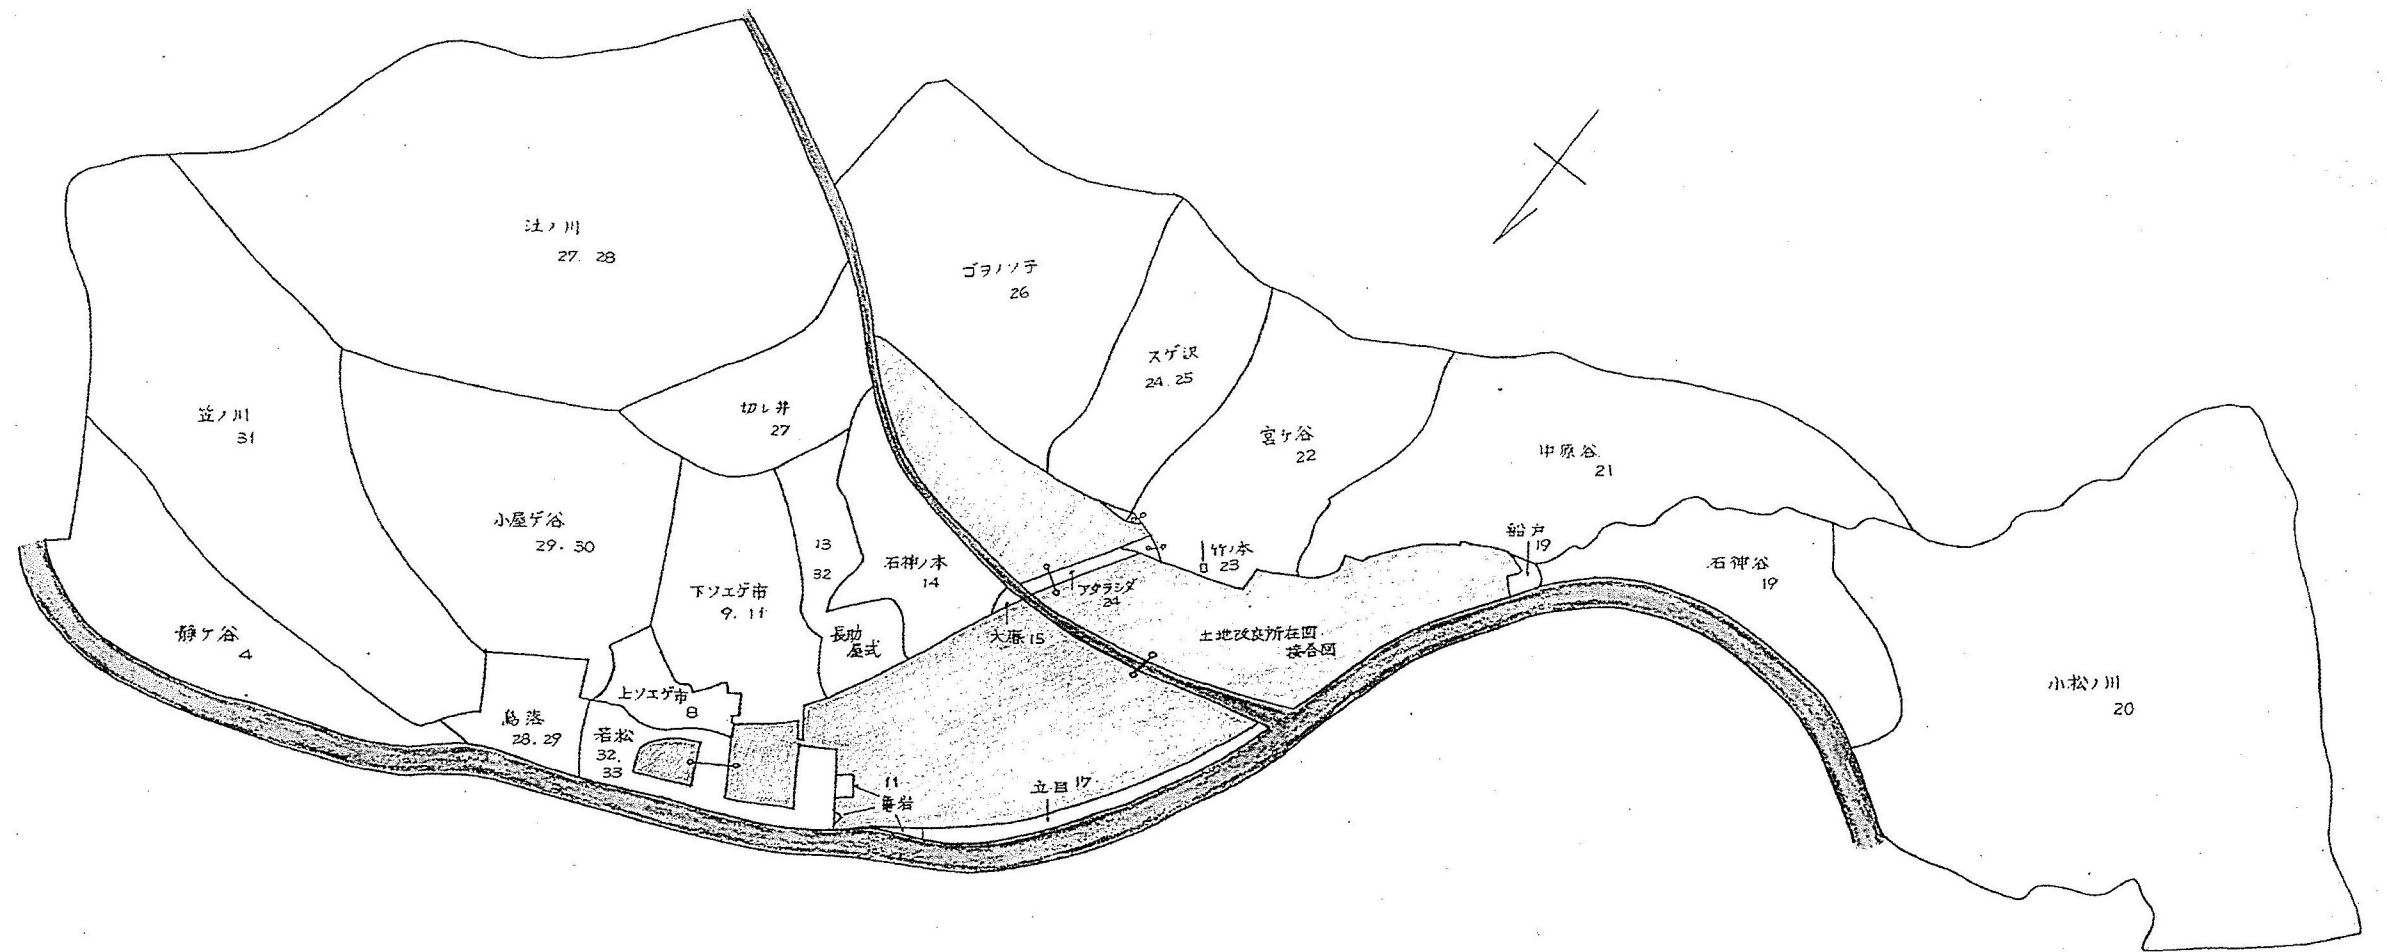 辻ノ川
27. 28
ゴヲノソテ
26
スゲ沢
24. 25
笠ノ川
31
切レ井
27
宮ケ谷
22
中原谷
21
小屋ゲ谷
29. 30
13
32
石神ノ本
14
竹ノ本
23
船戸
19
石神谷
19
下ソエゲ市
9. 11
アタラシダ
24
静ケ谷
4
長助
屋式
15
土地改良所在図
接合図
上ソエゲ市
8
小松ノ川
20
28. 29
若松
32.
33
11
亀岩
立目 17